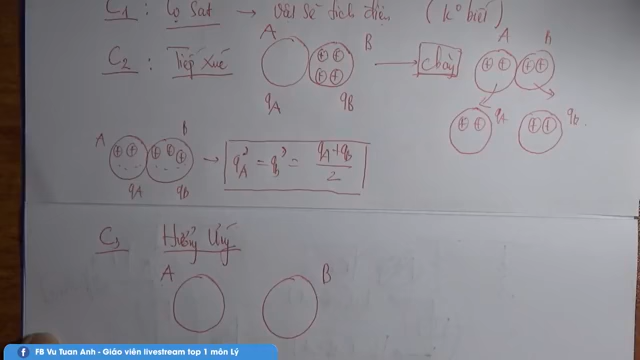 C1 : Cọ Sát → Vật sẽ tích điện (k° biết)
A
B
A B
C2 : Tiếp Xúc → chạy
qA qB
qA qB
A B
qA qB
→ q'A = q'B = (qA + qB) / 2
C3 Hưởng Ứng
A B
FB Vu Tuan Anh - Giáo viên livestream top 1 môn Lý